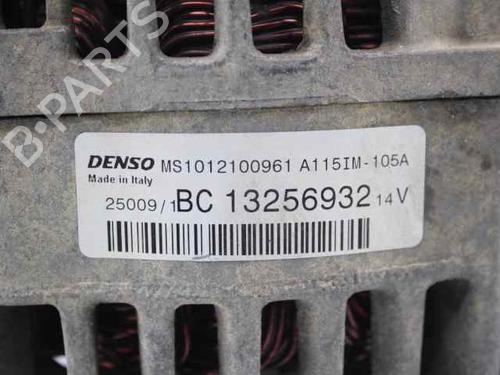 B-PARTS
DENSO MS1012100961 A115IM-105A
Made in Italy
25009/1BC 13256932 14V